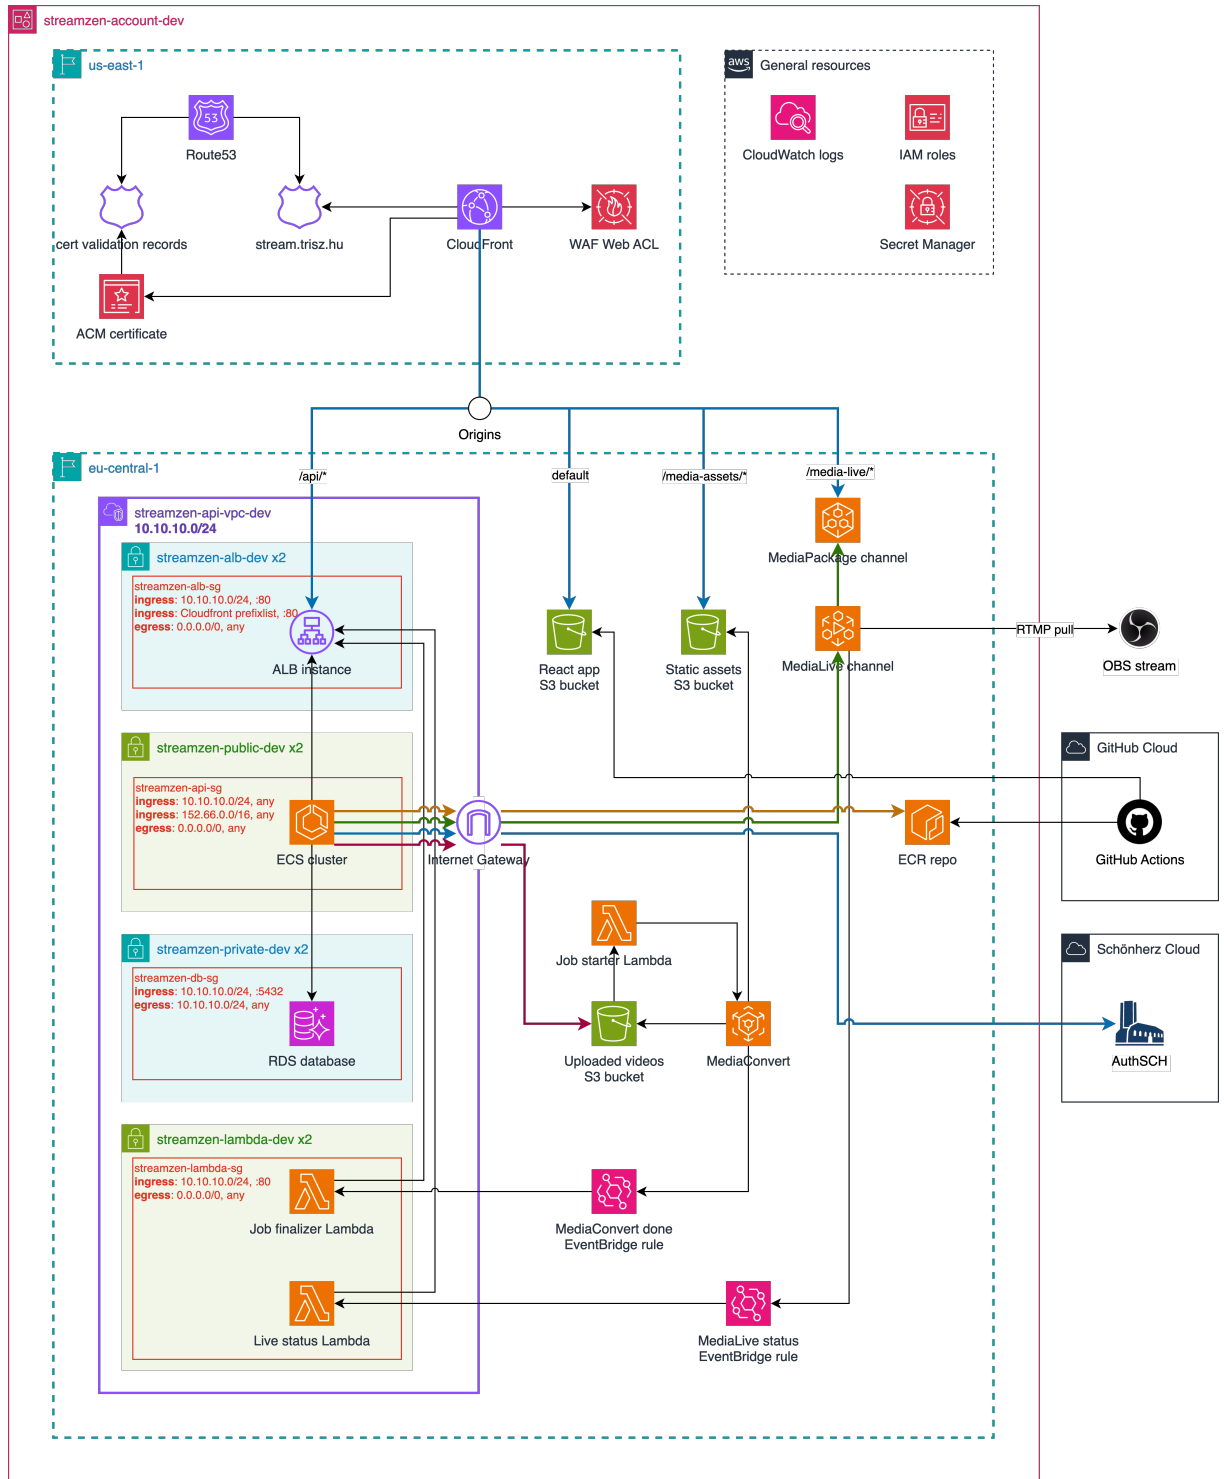 streamzen-account-dev
us-east-1
53
Route53
cert validation records
stream.trisz.hu
CloudFront
WAF Web ACL
ACM certificate
aws
General resources
CloudWatch logs
IAM roles
Secret Manager
Origins
eu-central-1
/api/*
default
/media-assets/*
/media-live/*
streamzen-api-vpc-dev
10.10.10.0/24
streamzen-alb-dev x2
streamzen-alb-sg
ingress: 10.10.10.0/24, :80
ingress: Cloudfront prefixlist, :80
egress: 0.0.0.0/0, any
ALB instance
MediaPackage channel
React app
S3 bucket
Static assets
S3 bucket
MediaLive channel
RTMP pull
OBS stream
streamzen-public-dev x2
streamzen-api-sg
ingress: 10.10.10.0/24, any
ingress: 152.66.0.0/16, any
egress: 0.0.0.0/0, any
ECS cluster
Internet Gateway
ECR repo
GitHub Cloud
GitHub Actions
streamzen-private-dev x2
streamzen-db-sg
ingress: 10.10.10.0/24, :5432
egress: 10.10.10.0/24, any
RDS database
Job starter Lambda
Uploaded videos
S3 bucket
MediaConvert
Schönherz Cloud
AuthSCH
streamzen-lambda-dev x2
streamzen-lambda-sg
ingress: 10.10.10.0/24, :80
egress: 0.0.0.0/0, any
Job finalizer Lambda
MediaConvert done
EventBridge rule
Live status Lambda
MediaLive status
EventBridge rule